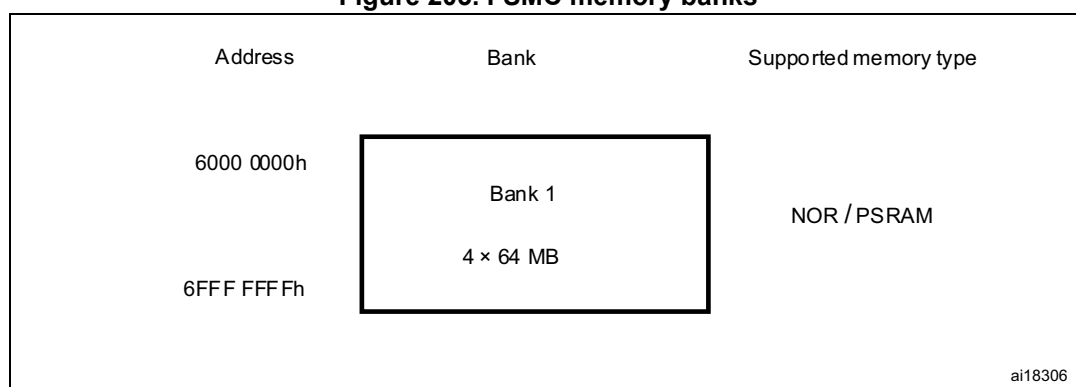 Address Bank Supported memory type
6000 0000h
Bank 1
NOR / PSRAM
4 × 64 MB
6FFF FFFFh
ai18306